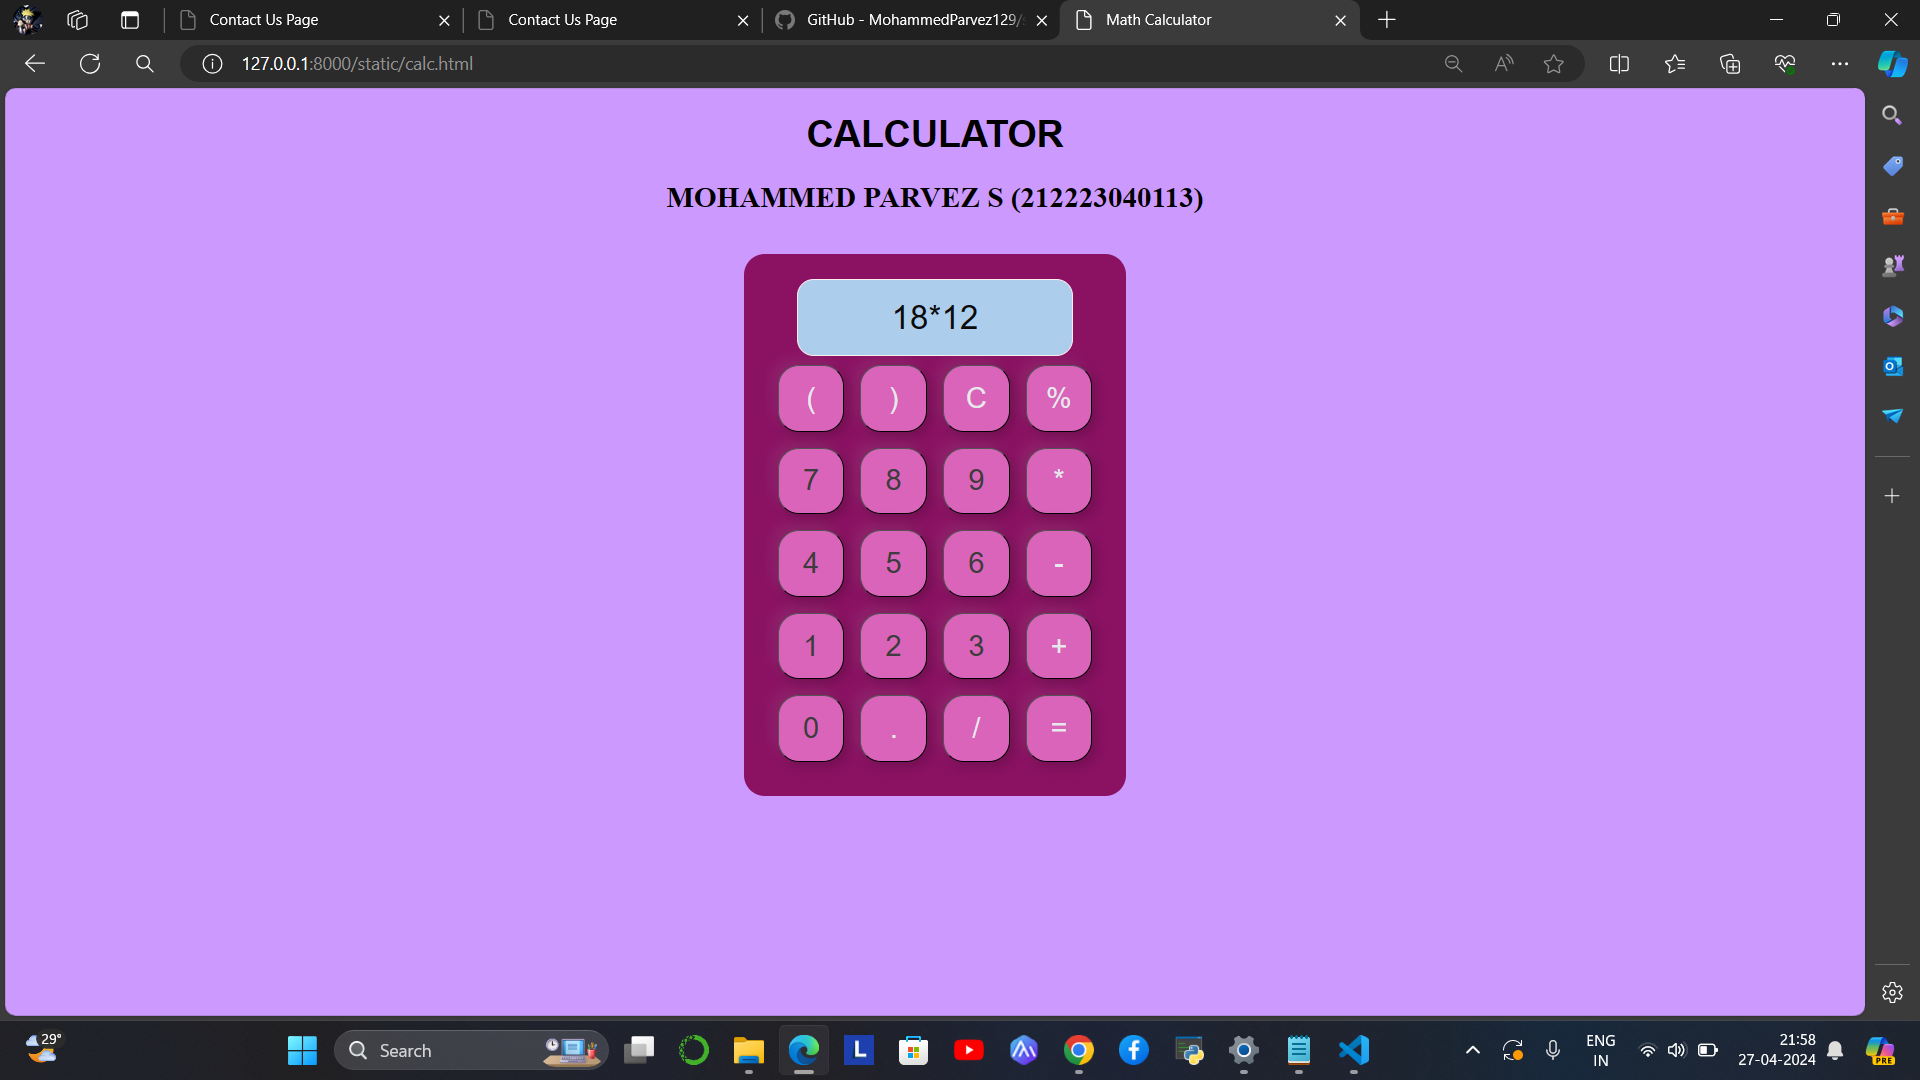 Contact Us Page
Contact Us Page
GitHub - MohammedParvez129/
Math Calculator
127.0.0.1:8000/static/calc.html
CALCULATOR
MOHAMMED PARVEZ S (212223040113)
18*12
( ) C %
7 8 9 *
4 5 6 -
1 2 3 +
0 . / =
29°
Search
L
ENG
IN
21:58
27-04-2024
PRE